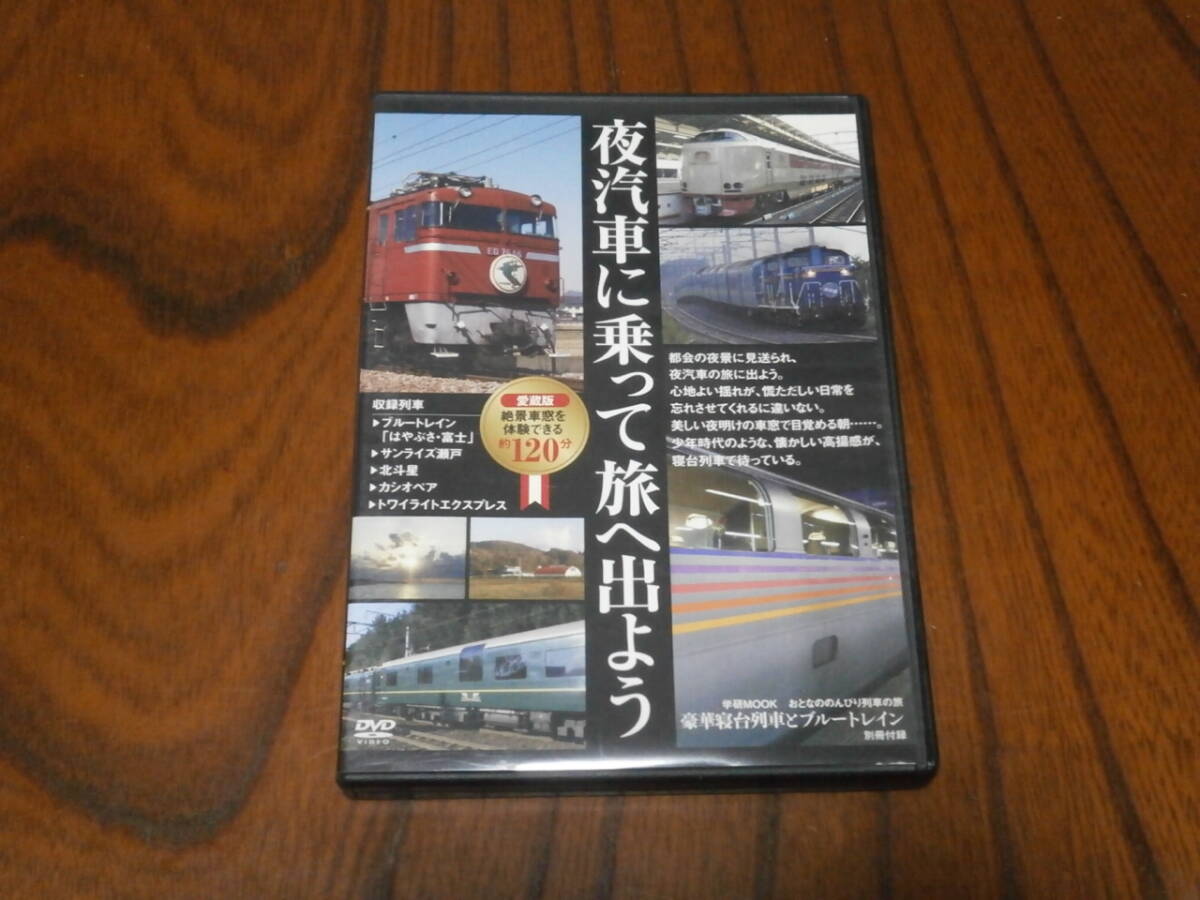 夜汽車に乗って旅へ出よう
収録列車
▶ブルートレイン
「はやぶさ・富士」
▶サンライズ瀬戸
▶北斗星
▶カシオペア
▶トワイライトエクスプレス
愛蔵版
絶景車窓を
体験できる
約120分
都会の夜景に見送られ、
夜汽車の旅に出よう。
心地よい揺れが、慌ただしい日常を
忘れさせてくれるに違いない。
美しい夜明けの車窓で目覚める朝……。
少年時代のような、懐かしい高揚感が、
寝台列車で待っている。
学研MOOK おとなののんびり列車の旅
豪華寝台列車とブルートレイン
別冊付録
DVD
VIDEO